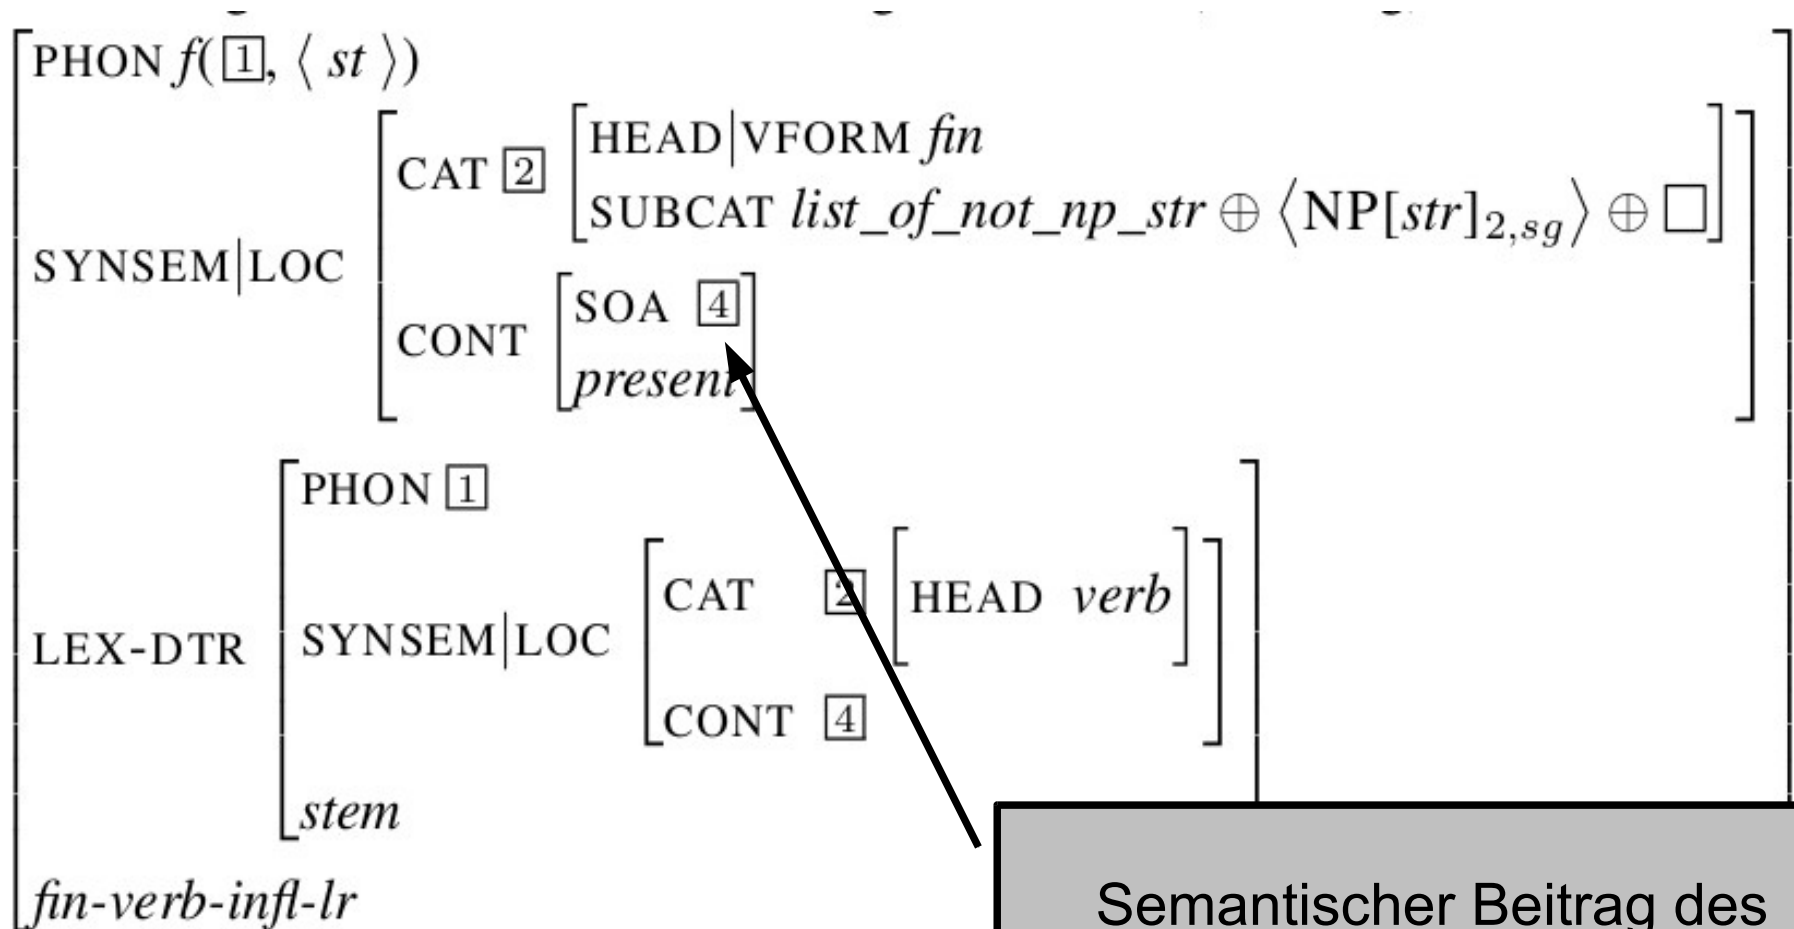 PHON f( 1 , ⟨ st ⟩)
HEAD|VFORM fin
CAT 2
SUBCAT list_of_not_np_str ⊕ ⟨NP[str]2,sg⟩ ⊕ □
SYNSEM|LOC
SOA 4
CONT
present
PHON 1
CAT 2 HEAD verb
SYNSEM|LOC
LEX-DTR
CONT 4
stem
fin-verb-infl-lr
Semantischer Beitrag des